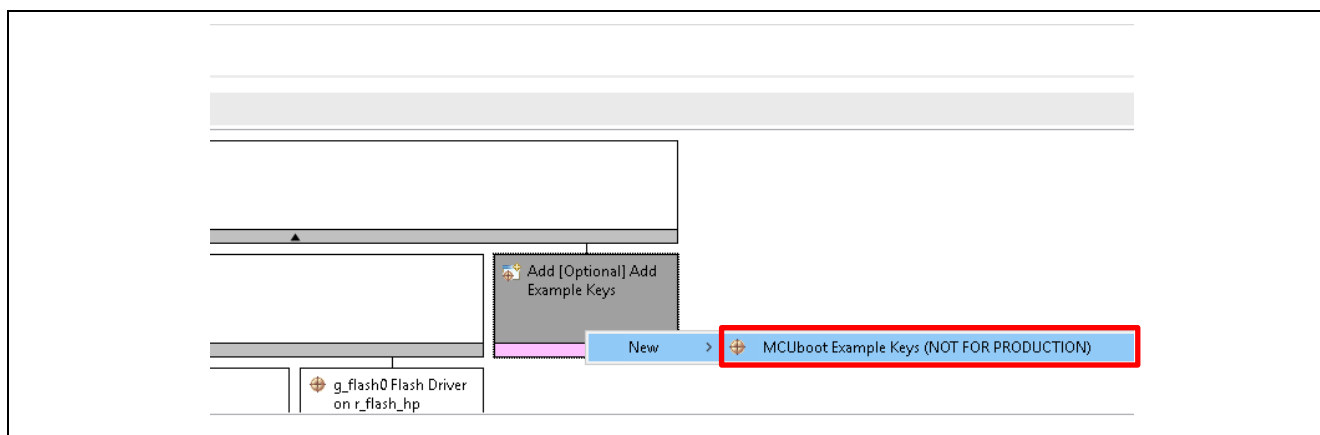 Add [Optional] Add
Example Keys
New > MCUboot Example Keys (NOT FOR PRODUCTION)
g_flash0 Flash Driver
on r_flash_hp